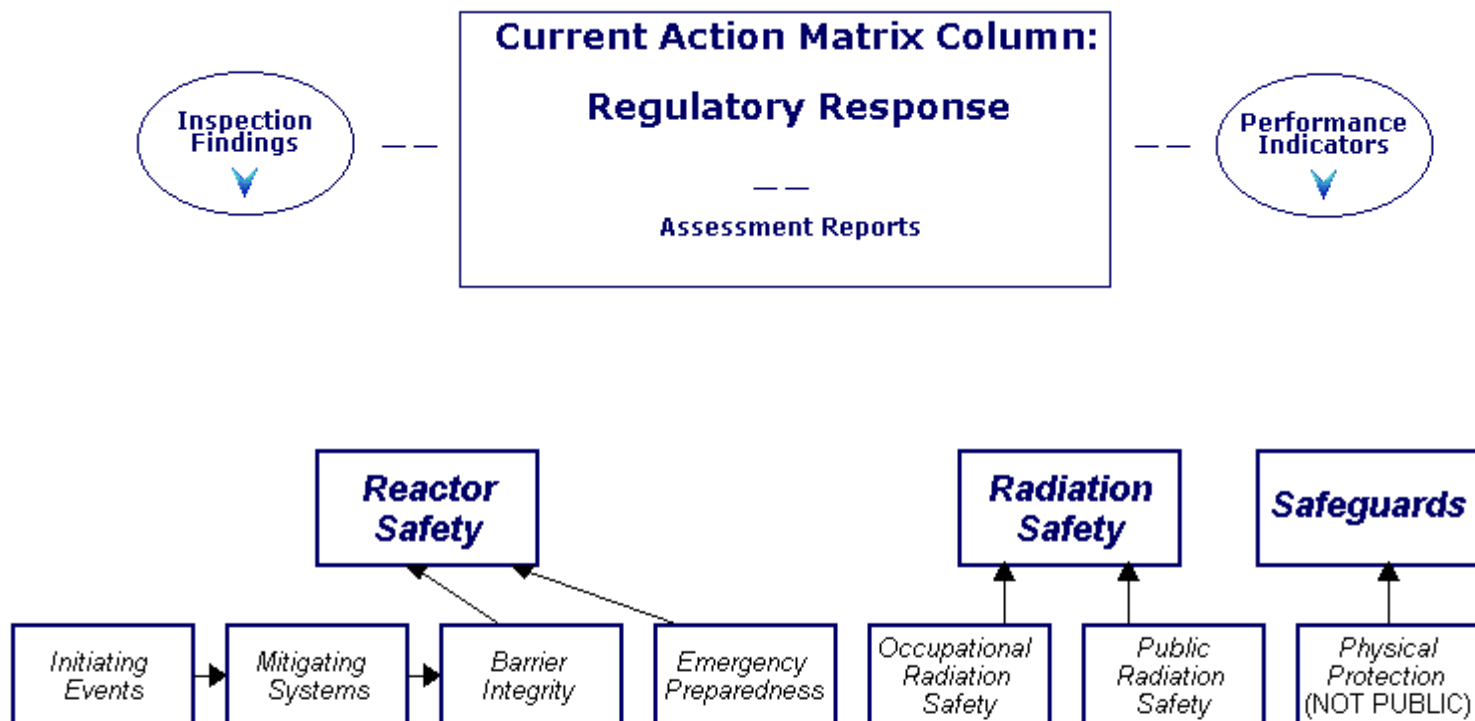 Current Action Matrix Column:
Regulatory Response
Inspection
Findings
— —
— —
Performance
Indicators
— —
Assessment Reports
Reactor
Safety
Radiation
Safety
Safeguards
Initiating
Events
Mitigating
Systems
Barrier
Integrity
Emergency
Preparedness
Occupational
Radiation
Safety
Public
Radiation
Safety
Physical
Protection
(NOT PUBLIC)